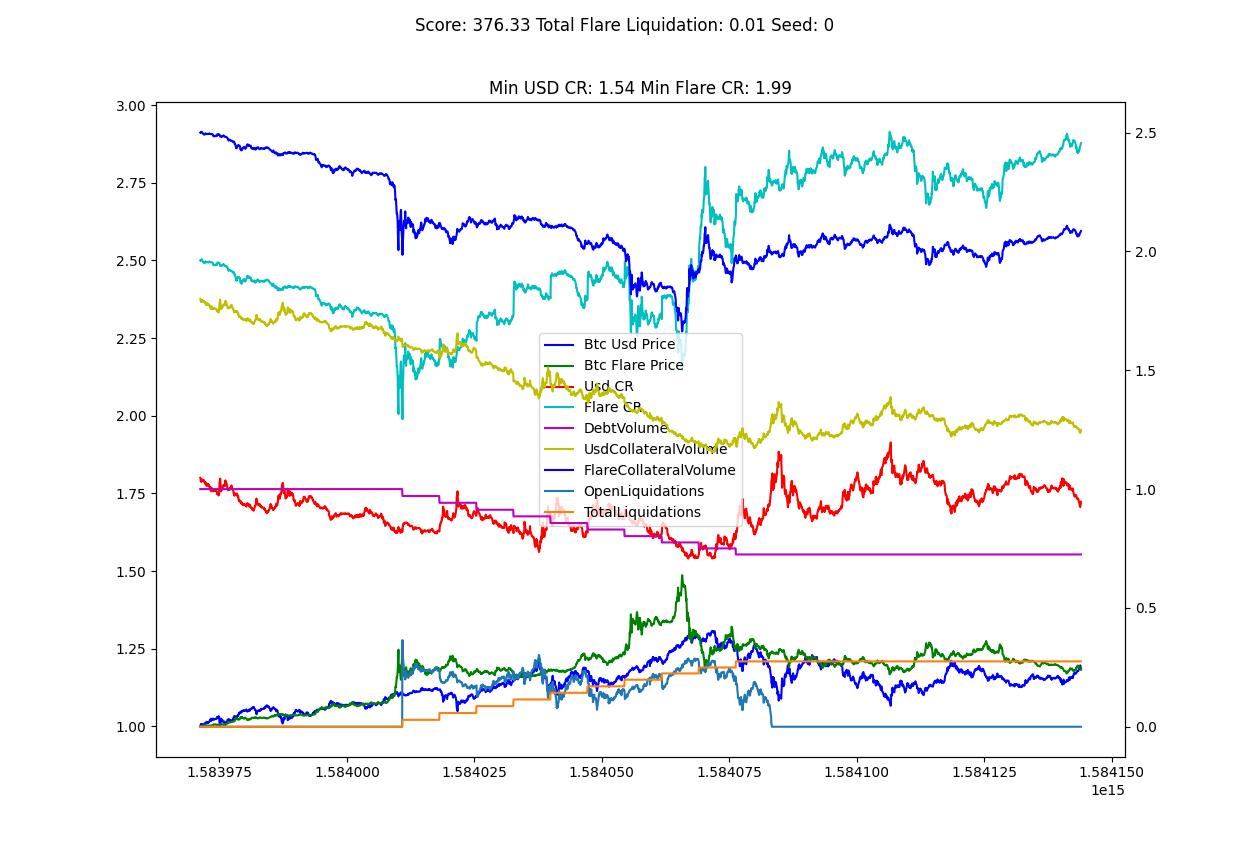 Score: 376.33 Total Flare Liquidation: 0.01 Seed: 0
Min USD CR: 1.54 Min Flare CR: 1.99
3.00
2.75
2.50
2.25
2.00
1.75
1.50
1.25
1.00
2.5
2.0
1.5
1.0
0.5
0.0
Btc Usd Price
Btc Flare Price
Usd CR
Flare CR
DebtVolume
UsdCollateralVolume
FlareCollateralVolume
OpenLiquidations
TotalLiquidations
1.583975 1.584000 1.584025 1.584050 1.584075 1.584100 1.584125 1.584150
1e15